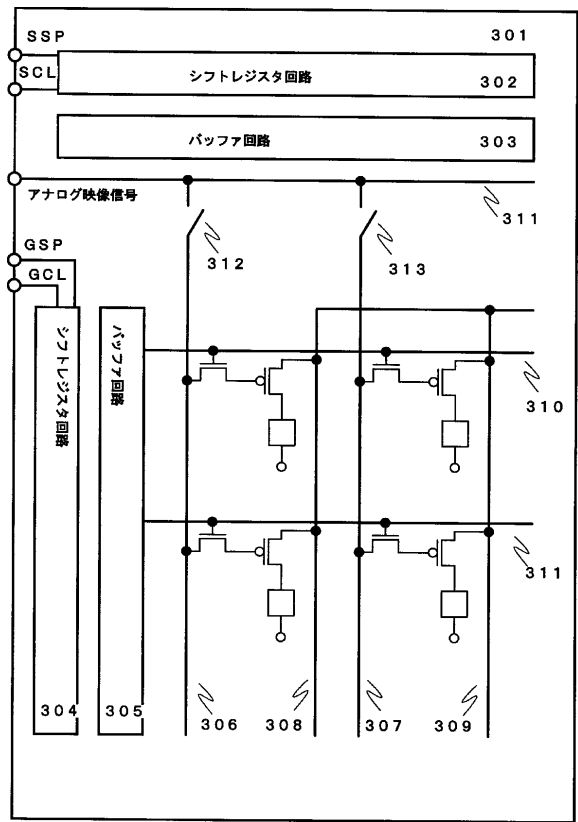 SSP
301
SCL
シフトレジスタ回路 302
バッファ回路 303
アナログ映像信号
311
GSP
312
313
GCL
シフトレジスタ回路
バッファ回路
310
311
304
305
306
308
307
309